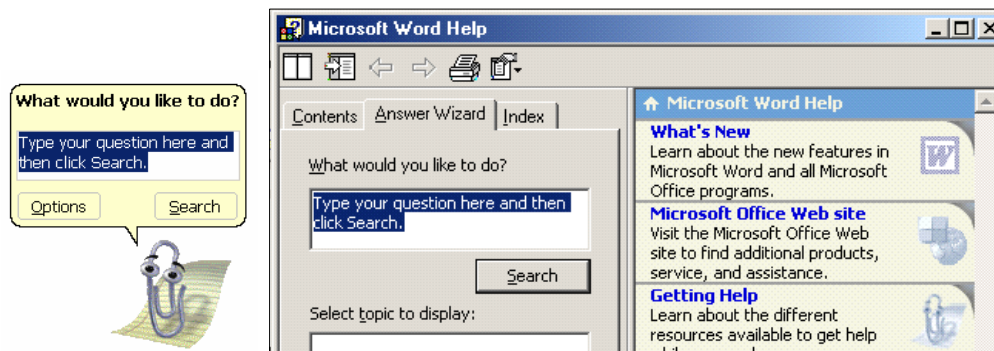 What would you like to do?
Type your question here and
then click Search.
Options
Search
Microsoft Word Help
Contents
Answer Wizard
Index
What would you like to do?
Type your question here and then
click Search.
Search
Select topic to display:
Microsoft Word Help
What's New
Learn about the new features in
Microsoft Word and all Microsoft
Office programs.
W
Microsoft Office Web site
Visit the Microsoft Office Web
site to find additional products,
service, and assistance.
Getting Help
Learn about the different
resources available to get help